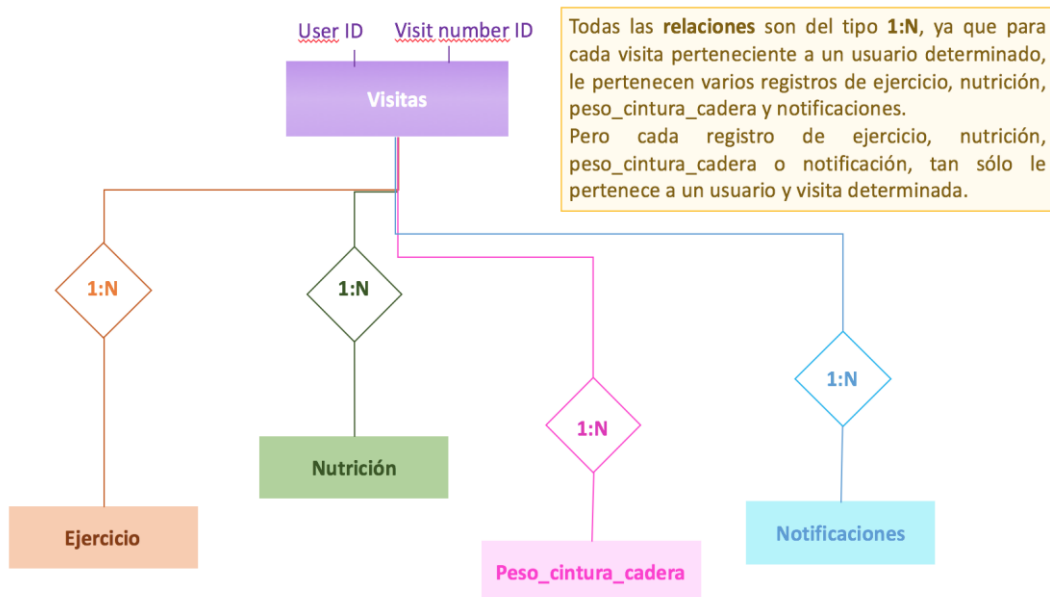 User ID
Visit number ID
Visitas
Todas las relaciones son del tipo 1:N, ya que para
cada visita perteneciente a un usuario determinado,
le pertenecen varios registros de ejercicio, nutrición,
peso_cintura_cadera y notificaciones.
Pero cada registro de ejercicio, nutrición,
peso_cintura_cadera o notificación, tan sólo le
pertenece a un usuario y visita determinada.
1:N
1:N
1:N
1:N
Nutrición
Ejercicio
Notificaciones
Peso_cintura_cadera